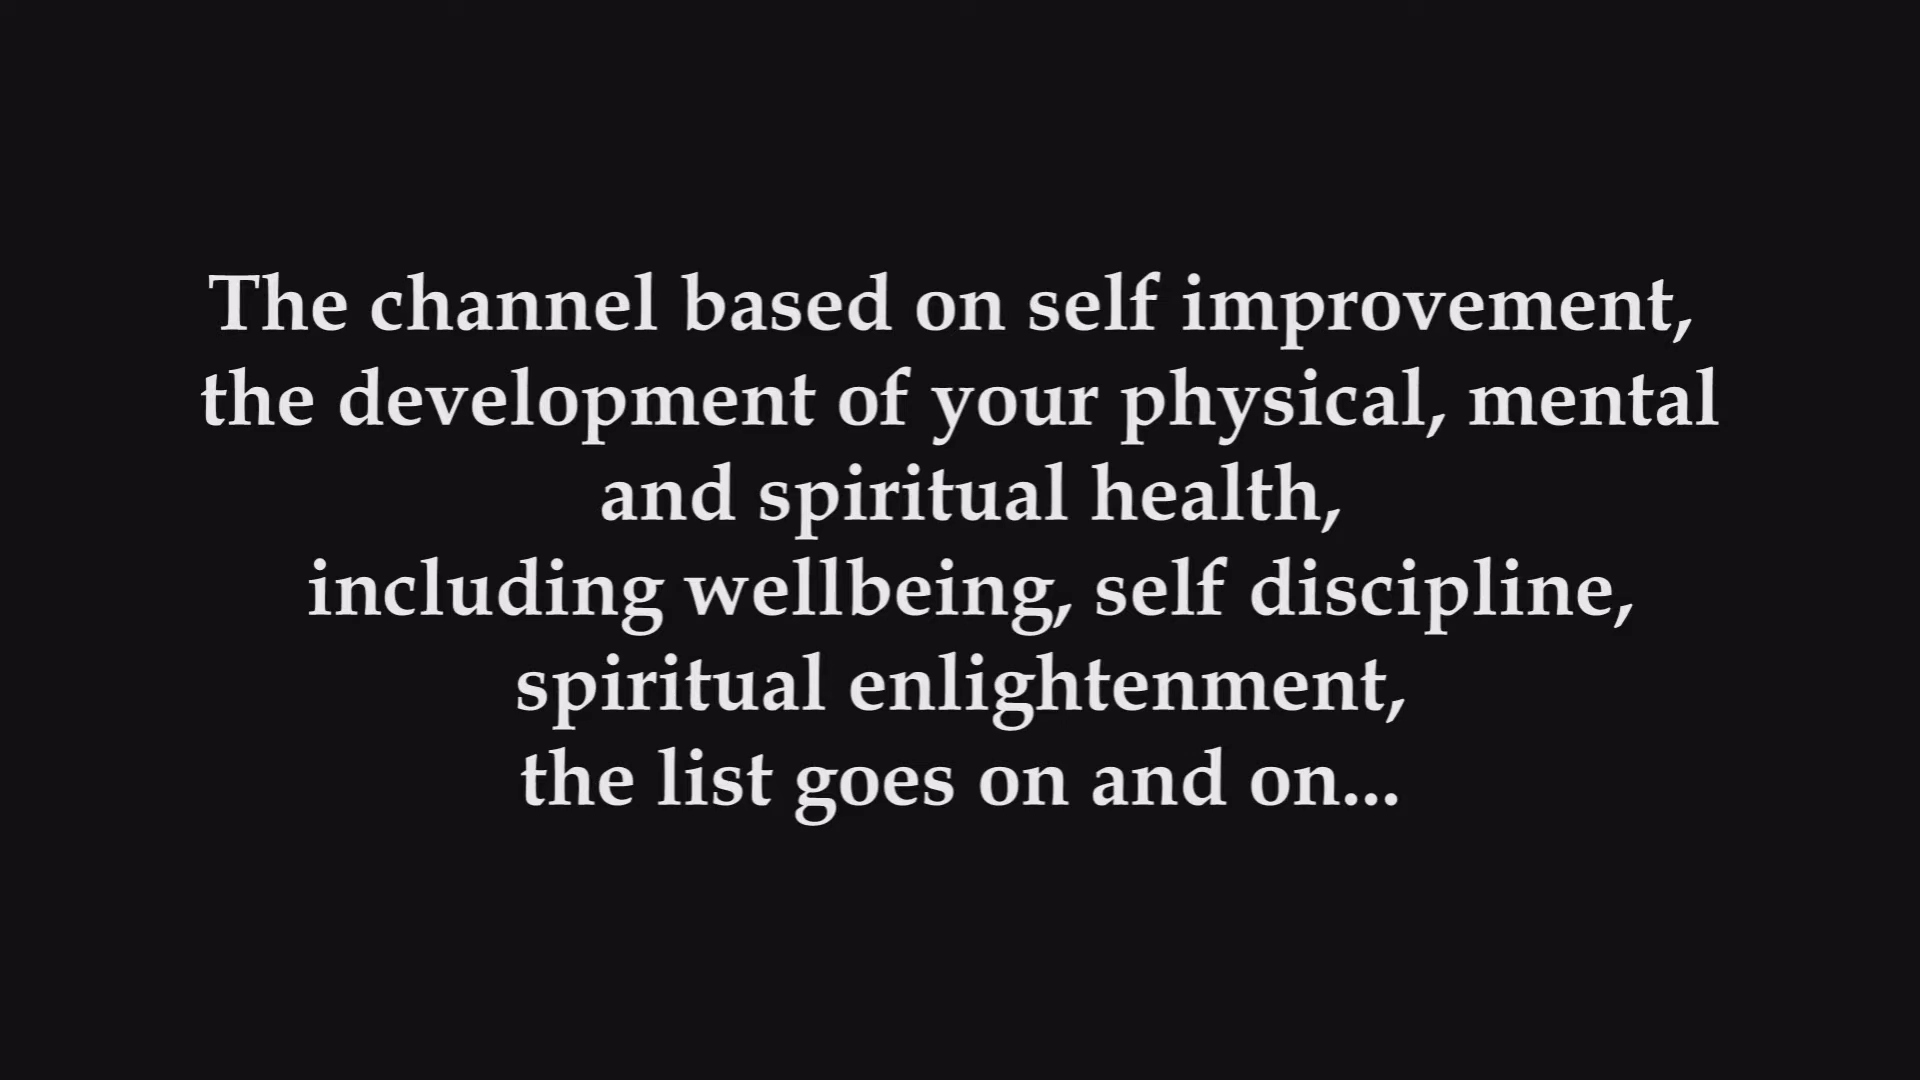 The channel based on self improvement,
the development of your physical, mental
and spiritual health,
including wellbeing, self discipline,
spiritual enlightenment,
the list goes on and on...